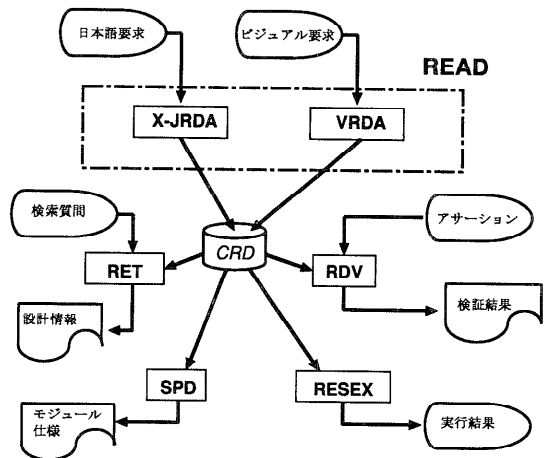 日本語要求
ビジュアル要求
READ
X-JRDA
VRDA
検索質問
アサーション
CRD
RET
RDV
設計情報
検証結果
SPD
RESEX
モジュール
仕様
実行結果